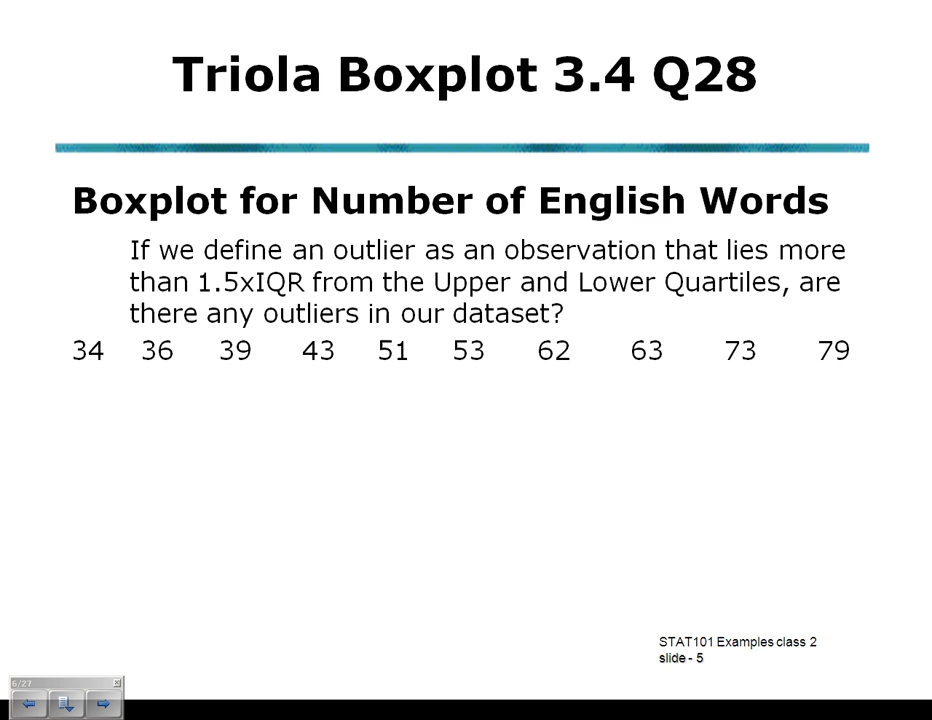 Triola Boxplot 3.4 Q28
Boxplot for Number of English Words
If we define an outlier as an observation that lies more
than 1.5xIQR from the Upper and Lower Quartiles, are
there any outliers in our dataset?
34 36 39 43 51 53 62 63 73 79
STAT101 Examples class 2
slide - 5
6/27